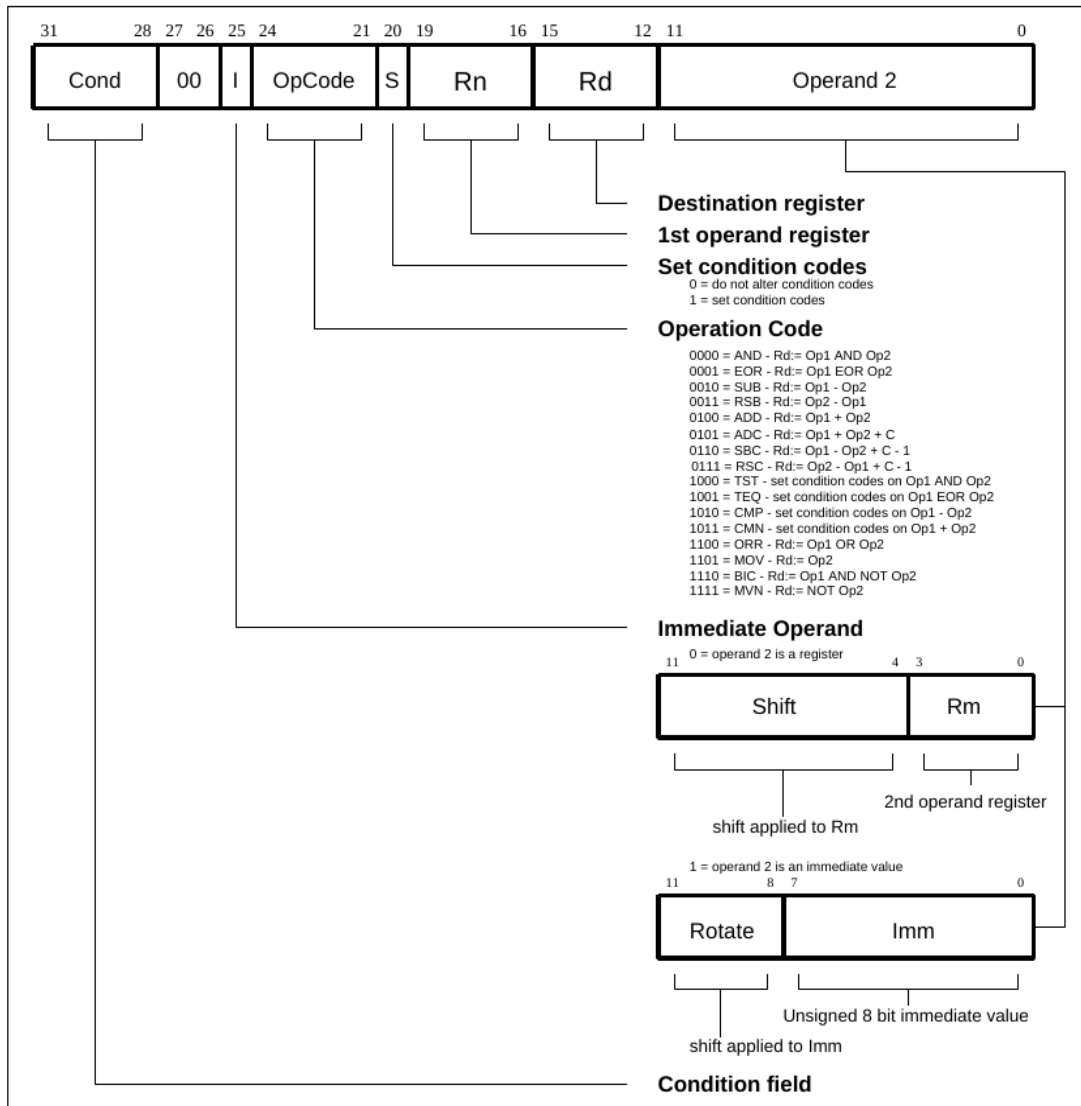 31 28 27 26 25 24 21 20 19 16 15 12 11 0
Cond 00 I OpCode S Rn Rd Operand 2
Destination register
1st operand register
Set condition codes
0 = do not alter condition codes
1 = set condition codes
Operation Code
0000 = AND - Rd:= Op1 AND Op2
0001 = EOR - Rd:= Op1 EOR Op2
0010 = SUB - Rd:= Op1 - Op2
0011 = RSB - Rd:= Op2 - Op1
0100 = ADD - Rd:= Op1 + Op2
0101 = ADC - Rd:= Op1 + Op2 + C
0110 = SBC - Rd:= Op1 - Op2 + C - 1
0111 = RSC - Rd:= Op2 - Op1 + C - 1
1000 = TST - set condition codes on Op1 AND Op2
1001 = TEQ - set condition codes on Op1 EOR Op2
1010 = CMP - set condition codes on Op1 - Op2
1011 = CMN - set condition codes on Op1 + Op2
1100 = ORR - Rd:= Op1 OR Op2
1101 = MOV - Rd:= Op2
1110 = BIC - Rd:= Op1 AND NOT Op2
1111 = MVN - Rd:= NOT Op2
Immediate Operand
0 = operand 2 is a register
11 4 3 0
Shift Rm
2nd operand register
shift applied to Rm
1 = operand 2 is an immediate value
11 8 7 0
Rotate Imm
Unsigned 8 bit immediate value
shift applied to Imm
Condition field